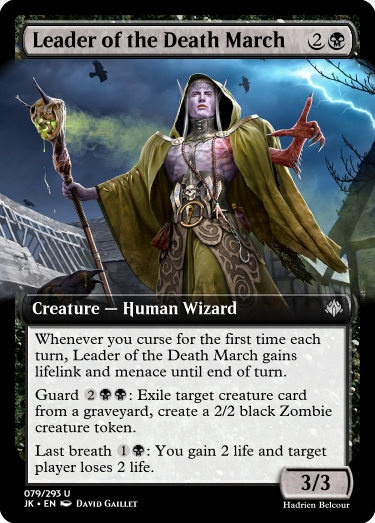 Leader of the Death March 2
Creature — Human Wizard
Whenever you curse for the first time each
turn, Leader of the Death March gains
lifelink and menace until end of turn.
Guard 2: Exile target creature card
from a graveyard, create a 2/2 black Zombie
creature token.
Last breath 1: You gain 2 life and target
player loses 2 life.
3/3
079/293 U
JK • EN David Gaillet
Hadrien Belcour